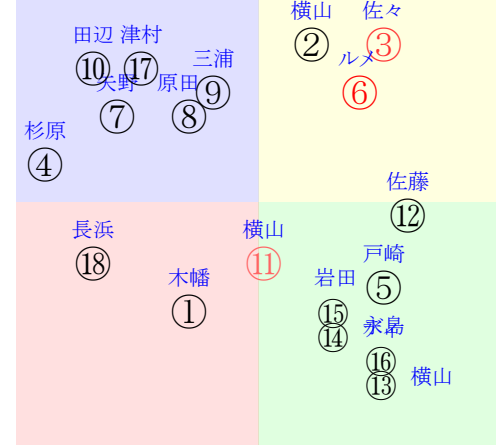 横山 佐々
② ③
田辺 津村
三浦 ルメ
⑩ ⑰
矢野 原田 ⑨ ⑥
⑦ ⑧
杉原
④
佐藤
⑫
長浜 横山
戸崎
⑱ ⑪
木幡 岩田 ⑤
① ⑮
⑭
⑯
⑬ 横山